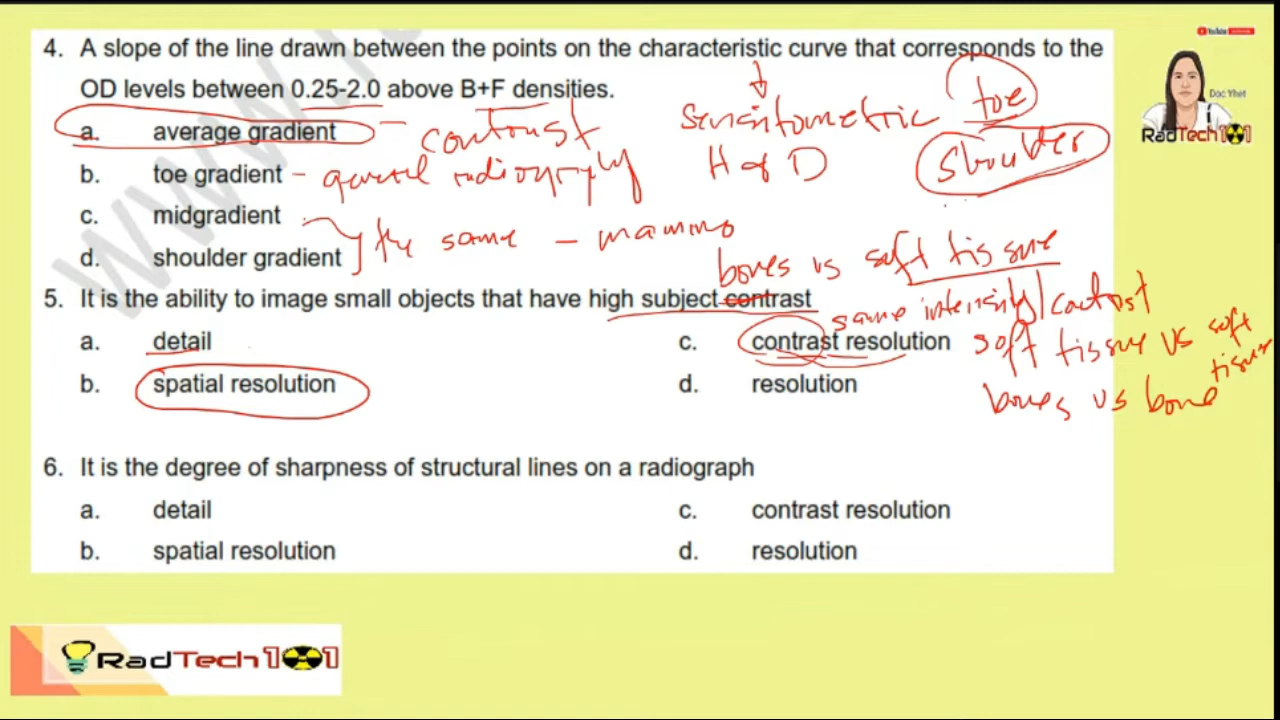 YouTube
4. A slope of the line drawn between the points on the characteristic curve that corresponds to the
OD levels between 0.25-2.0 above B+F densities.
Doc Yhet
RadTech101
sensitometric
toe
a. average gradient
contrast
shoulder
b. toe gradient
- general radiography
H & D
c. midgradient
the same - mammo
d. shoulder gradient
bones vs soft tissue
5. It is the ability to image small objects that have high subject contrast
same intensity/contrast
a. detail
c. contrast resolution
soft tissue vs soft
tissue
b. spatial resolution
d. resolution
bones vs bone
6. It is the degree of sharpness of structural lines on a radiograph
a. detail
c. contrast resolution
b. spatial resolution
d. resolution
RadTech101